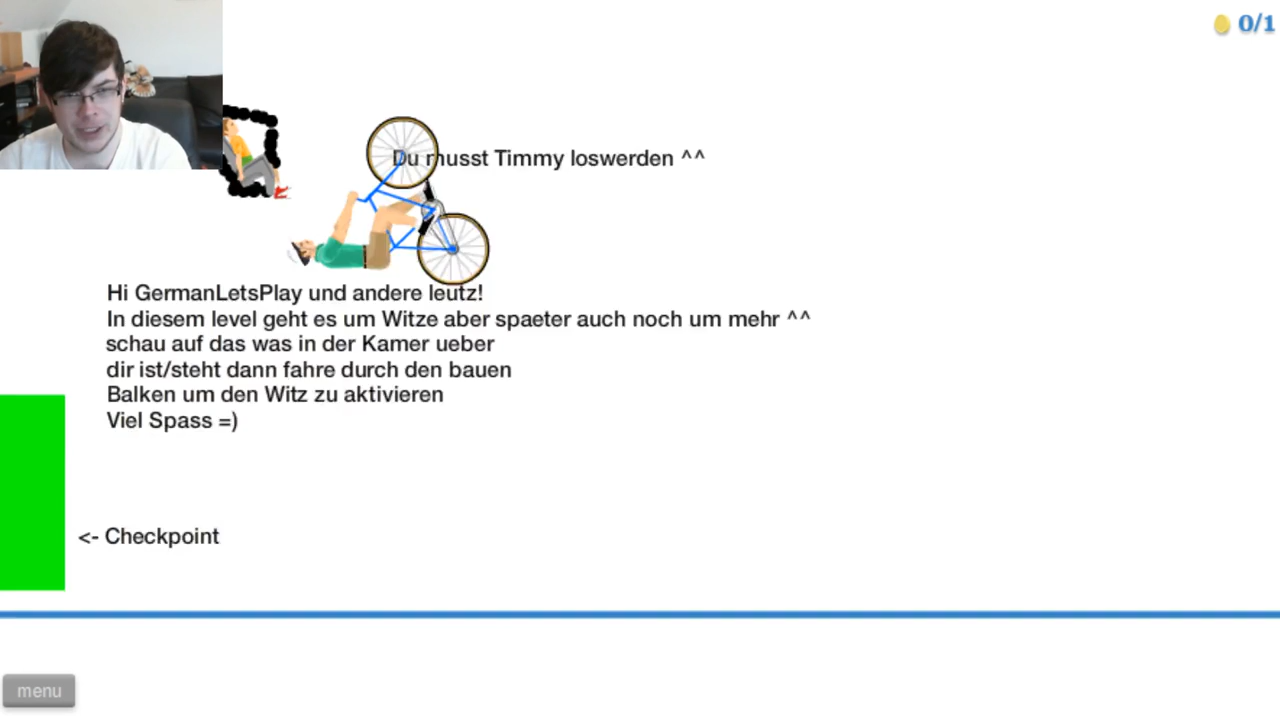 0/1
Du musst Timmy loswerden ^^
Hi GermanLetsPlay und andere leutz!
In diesem level geht es um Witze aber spaeter auch noch um mehr ^^
schau auf das was in der Kamer ueber
dir ist/steht dann fahre durch den bauen
Balken um den Witz zu aktivieren
Viel Spass =)
<- Checkpoint
menu